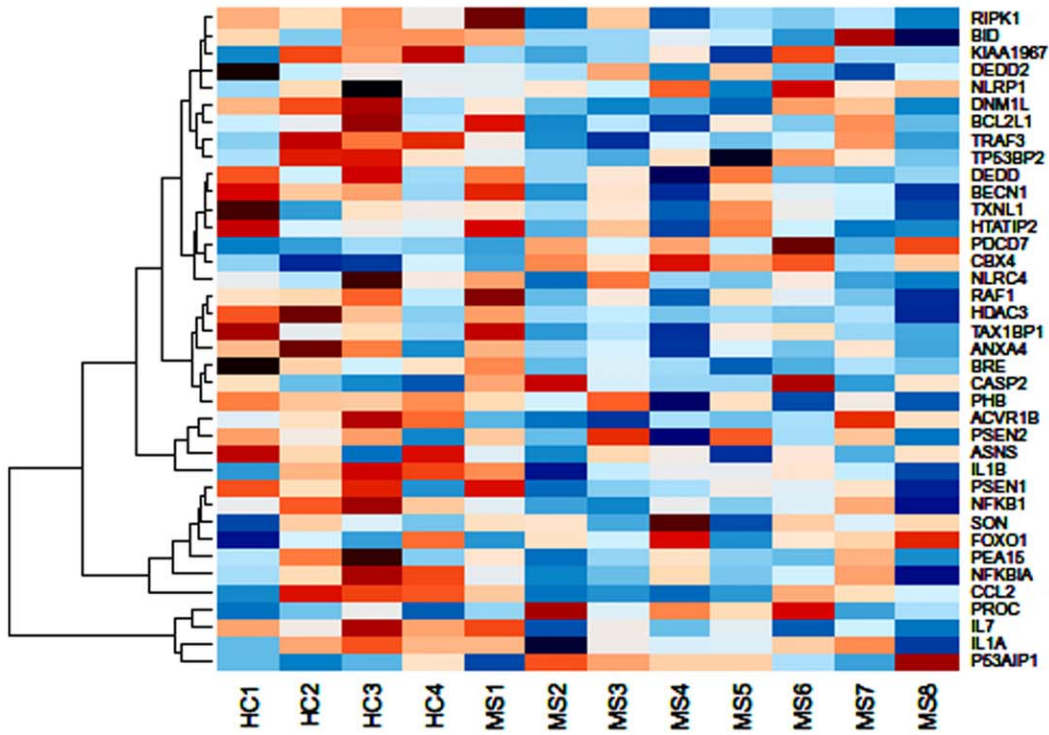 RIPK1
BID
KIAA1967
DEDD2
NLRP1
DNM1L
BCL2L1
TRAF3
TP53BP2
DEDD
BECN1
TXNL1
HTATIP2
PDCD7
CBX4
NLRC4
RAF1
HDAC3
TAX1BP1
ANXA4
BRE
CASP2
PHB
ACVR1B
PSEN2
ASNS
IL1B
PSEN1
NFKB1
SON
FOXO1
PEA15
NFKBIA
CCL2
PROC
IL7
IL1A
P53AIP1
HC1 HC2 HC3 HC4 MS1 MS2 MS3 MS4 MS5 MS6 MS7 MS8